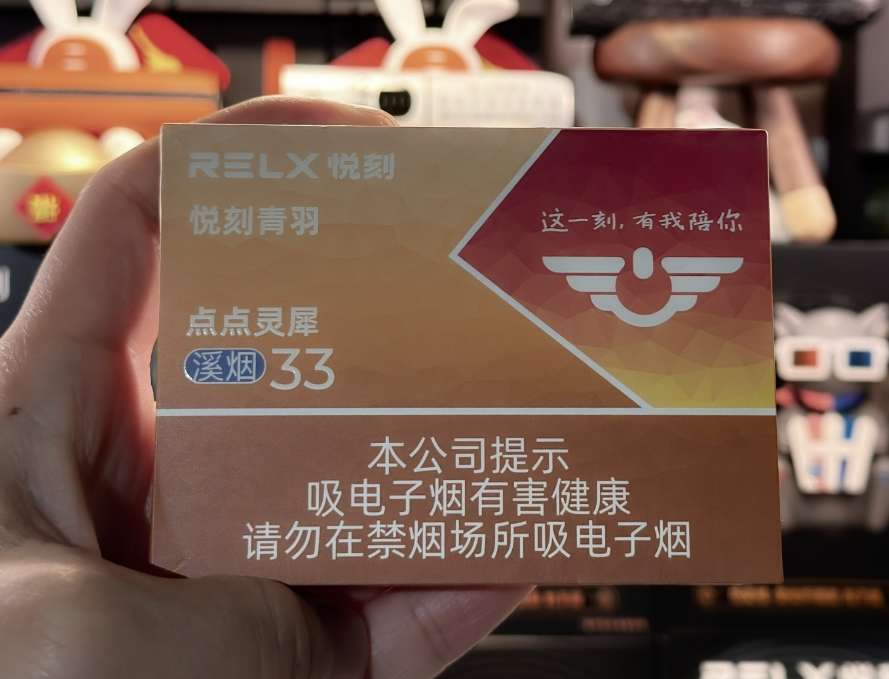 RELX 悦刻
悦刻青羽
这一刻,有我陪你
点点灵犀
溪烟 33
本公司提示
吸电子烟有害健康
请勿在禁烟场所吸电子烟
RELX